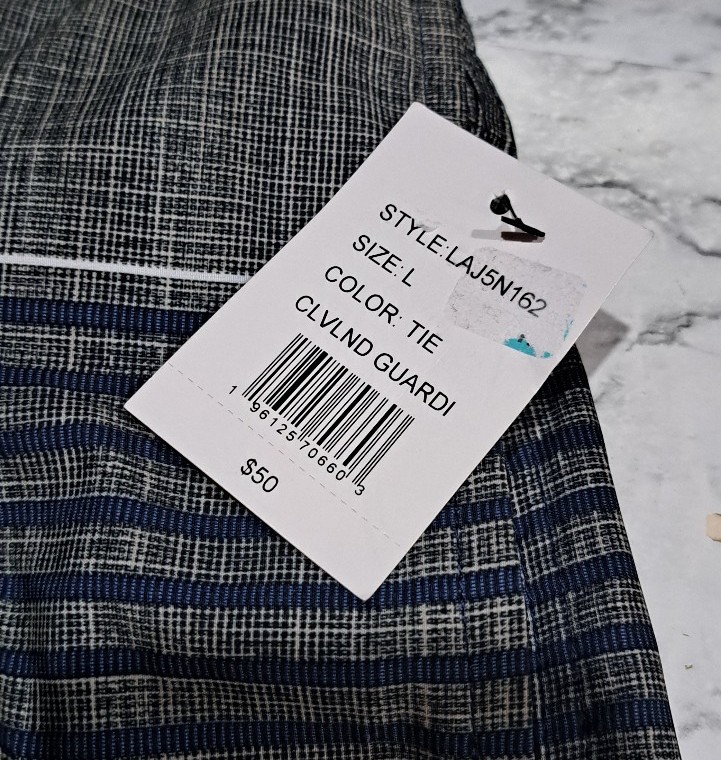 STYLE:LAJ5N162
SIZE:L
COLOR: TIE
CLVLND GUARDI
1 96125 70660 3
$50